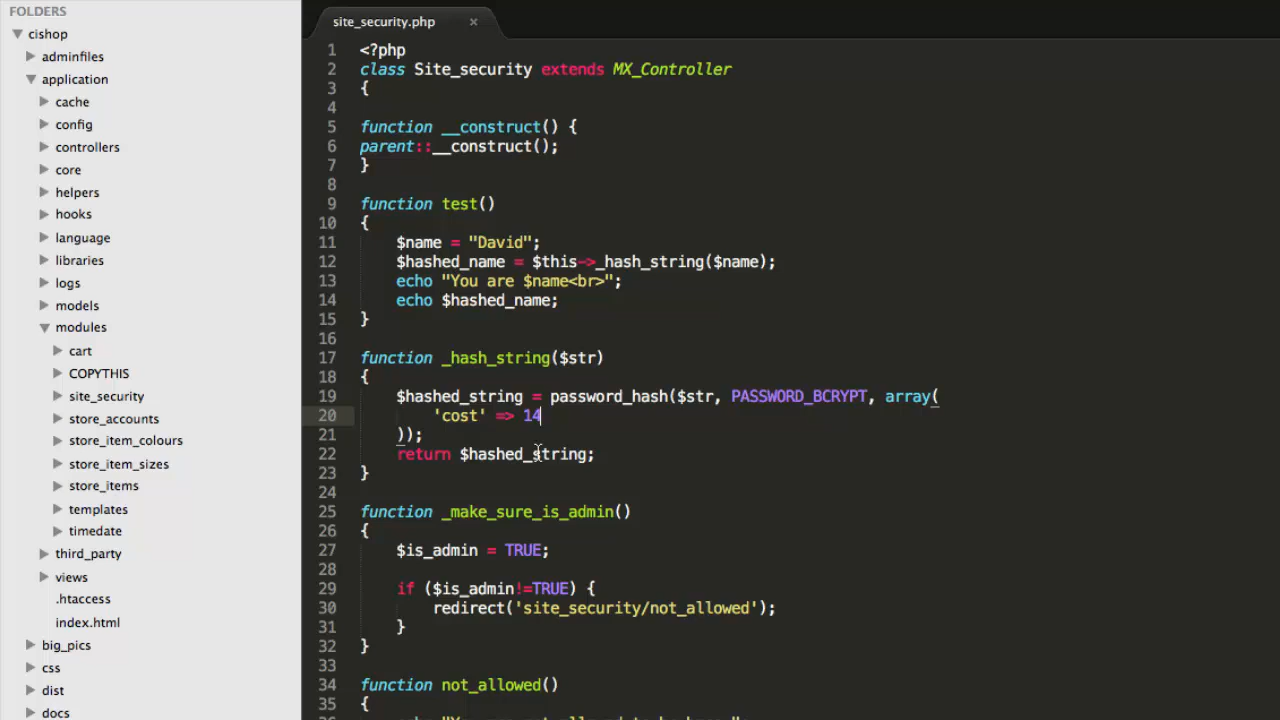 FOLDERS
cishop
adminfiles
application
cache
config
controllers
core
helpers
hooks
language
libraries
logs
models
modules
cart
COPYTHIS
site_security
store_accounts
store_item_colours
store_item_sizes
store_items
templates
timedate
third_party
views
.htaccess
index.html
big_pics
css
dist
docs
site_security.php ×
1 <?php
2 class Site_security extends MX_Controller
3 {
4
5 function __construct() {
6 parent::__construct();
7 }
8
9 function test()
10 {
11 $name = "David";
12 $hashed_name = $this->_hash_string($name);
13 echo "You are $name<br>";
14 echo $hashed_name;
15 }
16
17 function _hash_string($str)
18 {
19 $hashed_string = password_hash($str, PASSWORD_BCRYPT, array(
20 'cost' => 14
21 ));
22 return $hashed_string;
23 }
24
25 function _make_sure_is_admin()
26 {
27 $is_admin = TRUE;
28
29 if ($is_admin!=TRUE) {
30 redirect('site_security/not_allowed');
31 }
32 }
33
34 function not_allowed()
35 {